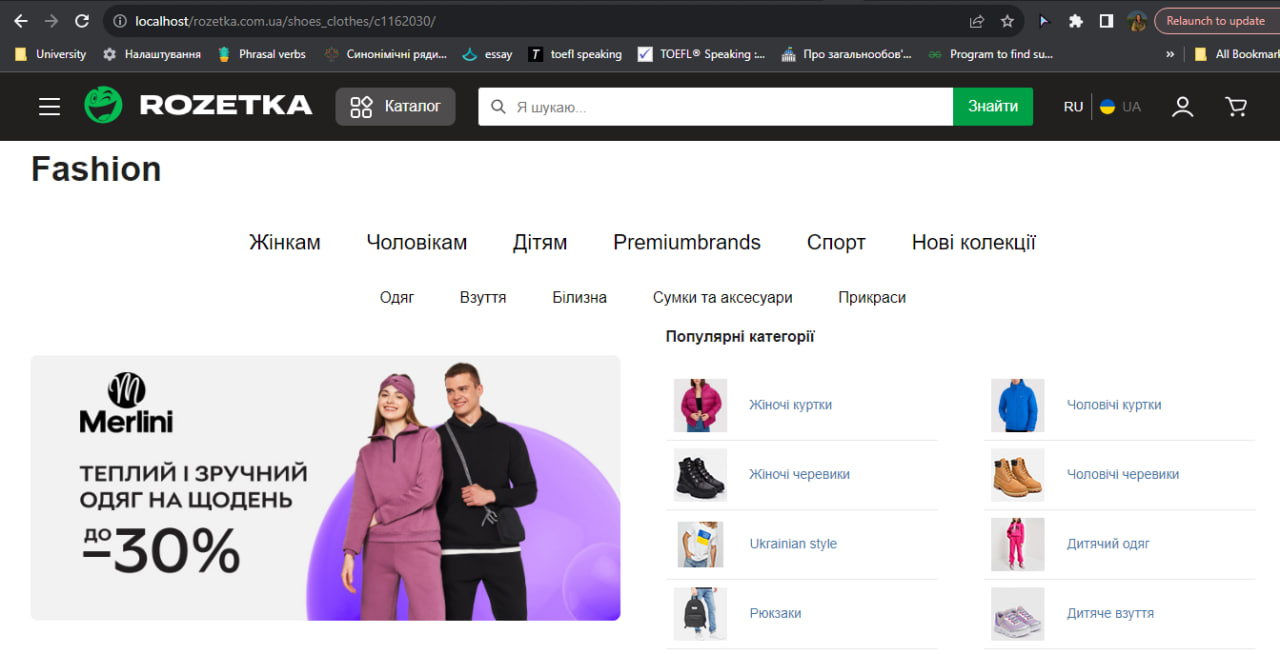 localhost/rozetka.com.ua/shoes_clothes/c1162030/
Relaunch to update
University
Налаштування
Phrasal verbs
Синонімічні ряди...
essay
toefl speaking
TOEFL® Speaking :...
Про загальнообов'...
Program to find su...
»
All Bookmar
ROZETKA
Каталог
Я шукаю...
Знайти
RU
UA
Fashion
Жінкам
Чоловікам
Дітям
Premiumbrands
Спорт
Нові колекції
Одяг
Взуття
Білизна
Сумки та аксесуари
Прикраси
Популярні категорії
Merlini
ТЕПЛИЙ І ЗРУЧНИЙ
ОДЯГ НА ЩОДЕНЬ
ДО
–30%
Жіночі куртки
Чоловічі куртки
Жіночі черевики
Чоловічі черевики
Ukrainian style
Дитячий одяг
Рюкзаки
Дитяче взуття